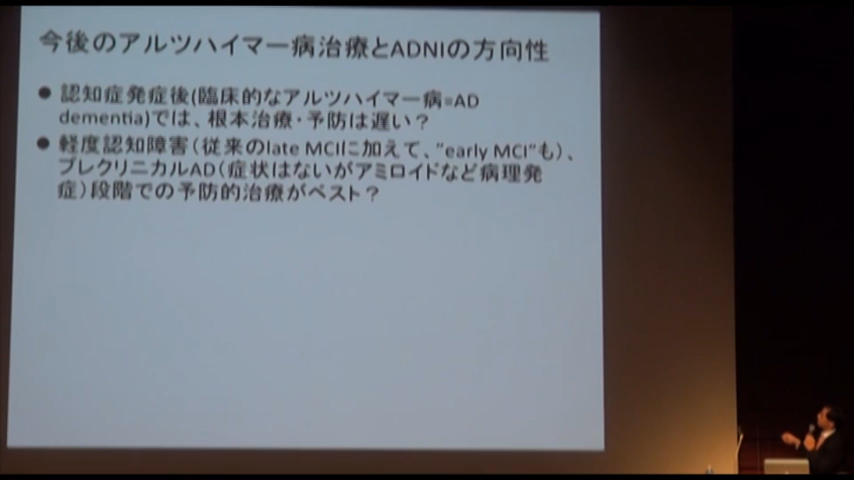 今後のアルツハイマー病治療とADNIの方向性
● 認知症発症後(臨床的なアルツハイマー病=AD
dementia)では、根本治療・予防は遅い？
● 軽度認知障害（従来のlate MCIに加えて、"early MCI"も）、
プレクリニカルAD（症状はないがアミロイドなど病理発
症）段階での予防的治療がベスト？